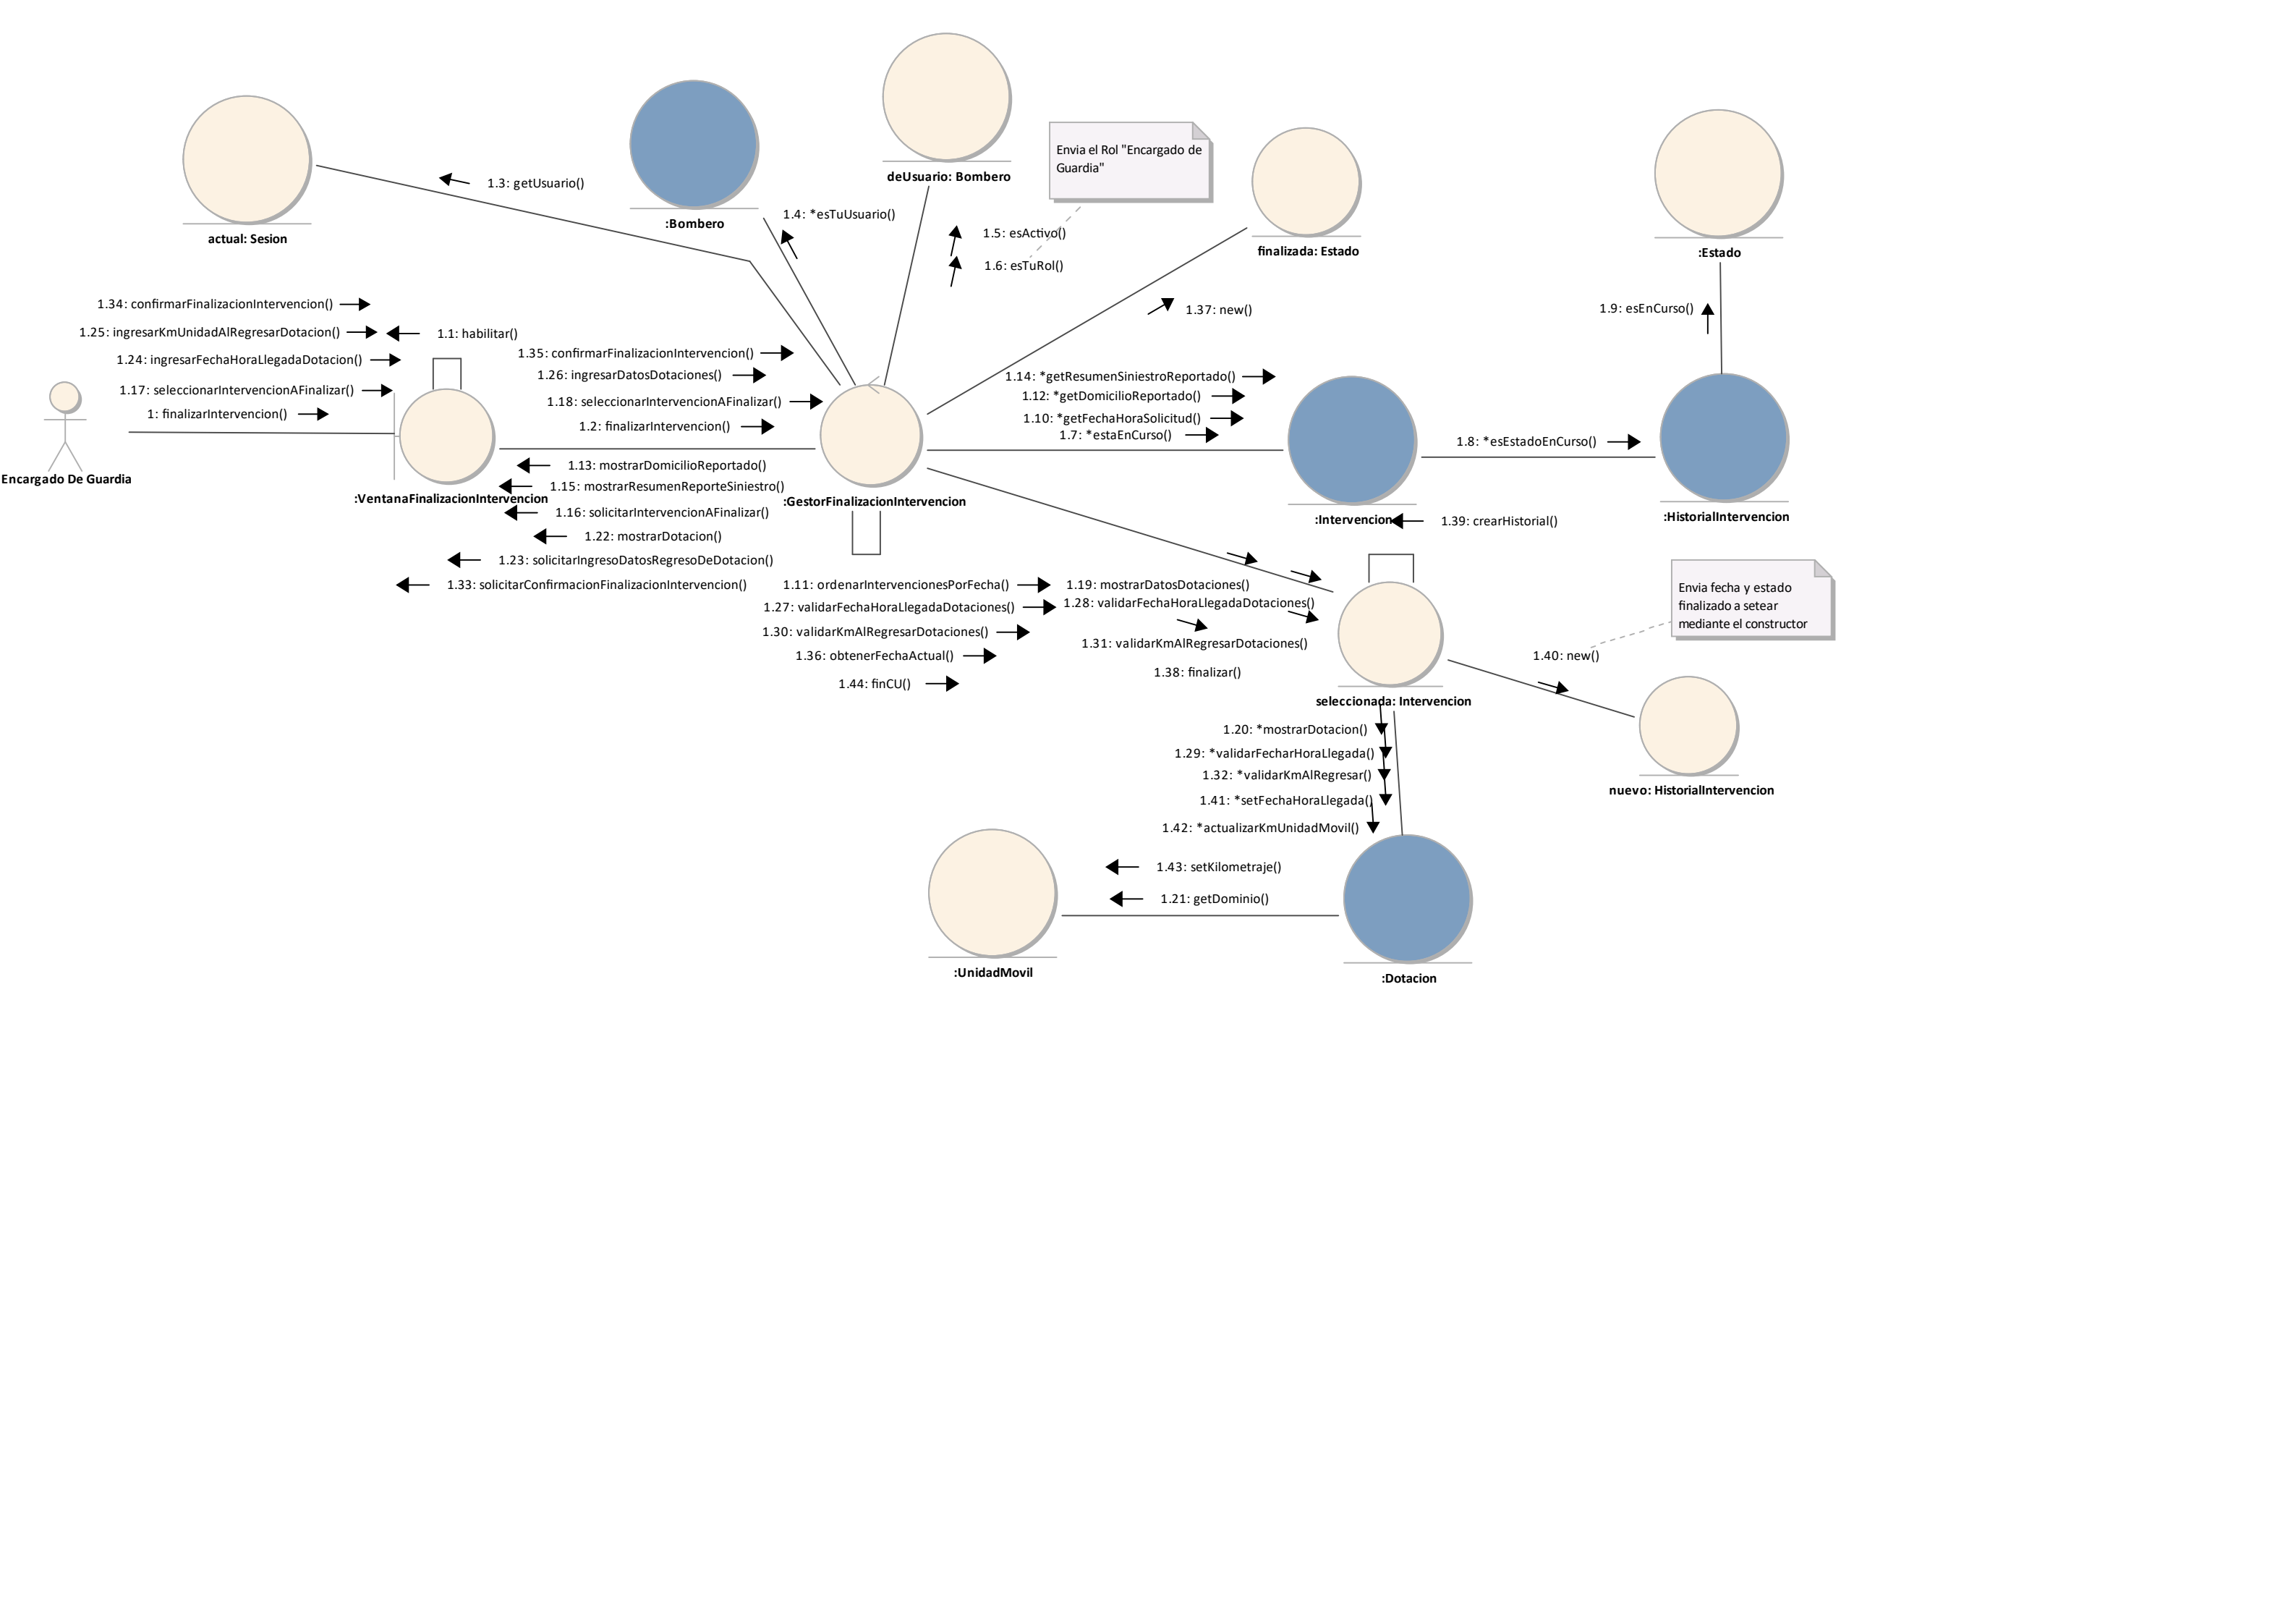 Envia el Rol "Encargado de
Guardia"
deUsuario: Bombero
1.3: getUsuario()
1.4: *esTuUsuario()
:Bombero
actual: Sesion
1.5: esActivo()
1.6: esTuRol()
finalizada: Estado
:Estado
1.34: confirmarFinalizacionIntervencion()
1.37: new()
1.9: esEnCurso()
1.25: ingresarKmUnidadAlRegresarDotacion()
1.1: habilitar()
1.24: ingresarFechaHoraLlegadaDotacion()
1.35: confirmarFinalizacionIntervencion()
1.26: ingresarDatosDotaciones()
1.14: *getResumenSiniestroReportado()
1.17: seleccionarIntervencionAFinalizar()
1.12: *getDomicilioReportado()
1.18: seleccionarIntervencionAFinalizar()
1: finalizarIntervencion()
1.10: *getFechaHoraSolicitud()
1.2: finalizarIntervencion()
1.7: *estaEnCurso()
1.8: *esEstadoEnCurso()
1.13: mostrarDomicilioReportado()
Encargado De Guardia
1.15: mostrarResumenReporteSiniestro()
:VentanaFinalizacionIntervencion
:GestorFinalizacionIntervencion
1.16: solicitarIntervencionAFinalizar()
:Intervencion
1.39: crearHistorial()
:HistorialIntervencion
1.22: mostrarDotacion()
1.23: solicitarIngresoDatosRegresoDeDotacion()
1.33: solicitarConfirmacionFinalizacionIntervencion()
1.11: ordenarIntervencionesPorFecha()
1.19: mostrarDatosDotaciones()
Envia fecha y estado
finalizado a setear
mediante el constructor
1.27: validarFechaHoraLlegadaDotaciones()
1.28: validarFechaHoraLlegadaDotaciones()
1.30: validarKmAlRegresarDotaciones()
1.31: validarKmAlRegresarDotaciones()
1.36: obtenerFechaActual()
1.40: new()
1.38: finalizar()
1.44: finCU()
seleccionada: Intervencion
1.20: *mostrarDotacion()
1.29: *validarFecharHoraLlegada()
1.32: *validarKmAlRegresar()
nuevo: HistorialIntervencion
1.41: *setFechaHoraLlegada()
1.42: *actualizarKmUnidadMovil()
1.43: setKilometraje()
1.21: getDominio()
:UnidadMovil
:Dotacion